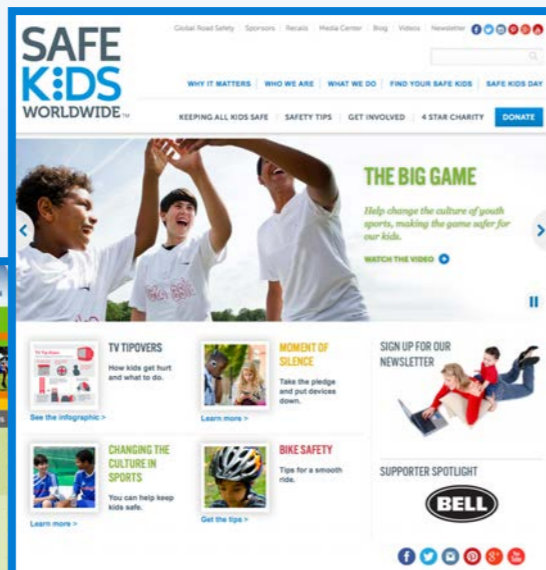 SAFE
KIDS
WORLDWIDE™
Global Road Safety Sponsors Recalls Media Center Blog Videos Newsletter
WHY IT MATTERS WHO WE ARE WHAT WE DO FIND YOUR SAFE KIDS SAFE KIDS DAY
KEEPING ALL KIDS SAFE SAFETY TIPS GET INVOLVED 4 STAR CHARITY DONATE
THE BIG GAME
Help change the culture of youth
sports, making the game safer for
our kids.
WATCH THE VIDEO
TV TIPOVERS
How kids get hurt
and what to do.
See the infographic >
MOMENT OF
SILENCE
Take the pledge
and put devices
down.
Learn more >
CHANGING THE
CULTURE IN
SPORTS
You can help keep
kids safe.
Learn more >
BIKE SAFETY
Tips for a smooth
ride.
Get the tips >
SIGN UP FOR OUR
NEWSLETTER
SUPPORTER SPOTLIGHT
BELL